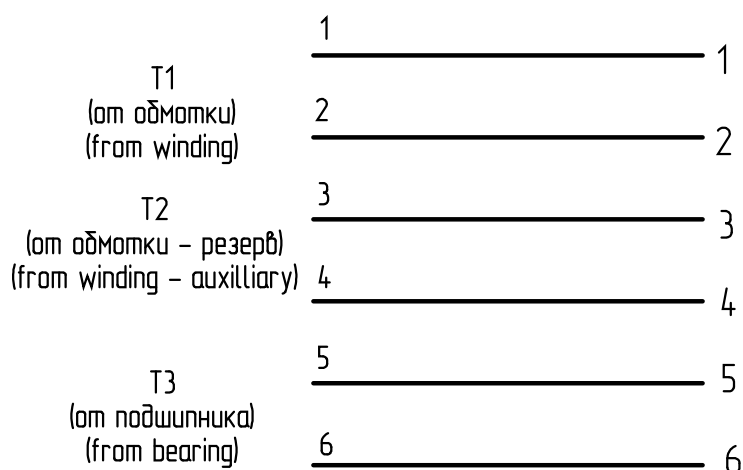 1
1
T1
(от обмотки)
(from winding)
2
2
T2
(от обмотки – резерв)
(from winding – auxilliary)
3
3
4
4
T3
(от подшипника)
(from bearing)
5
5
6
6